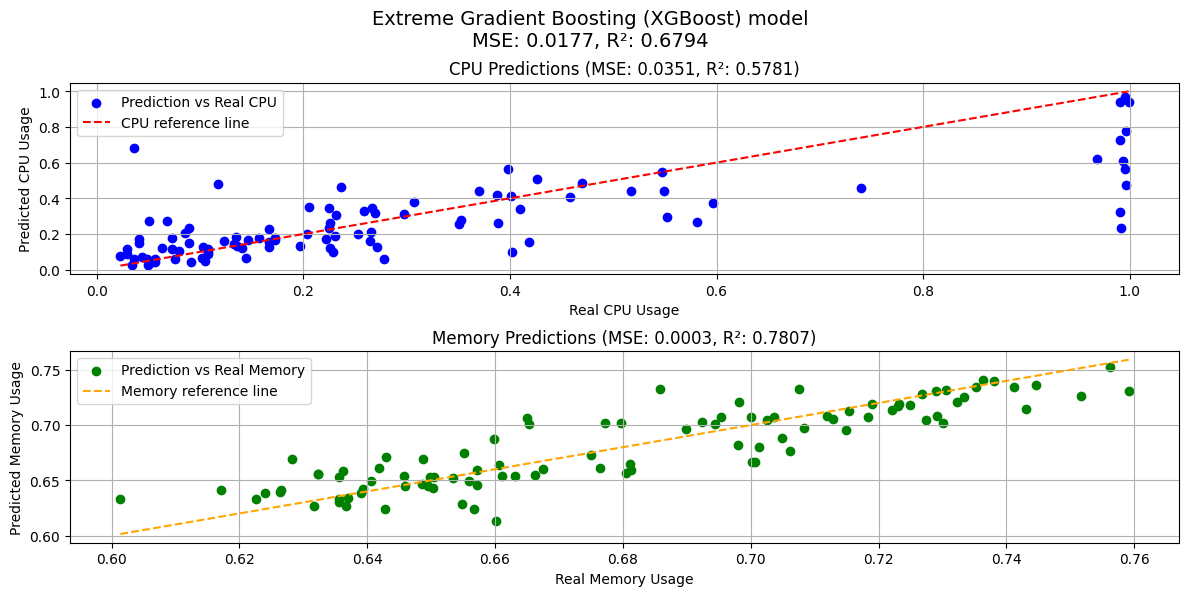 Extreme Gradient Boosting (XGBoost) model
MSE: 0.0177, R²: 0.6794
CPU Predictions (MSE: 0.0351, R²: 0.5781)
Prediction vs Real CPU
CPU reference line
Predicted CPU Usage
1.0
0.8
0.6
0.4
0.2
0.0
0.0 0.2 0.4 0.6 0.8 1.0
Real CPU Usage
Memory Predictions (MSE: 0.0003, R²: 0.7807)
Prediction vs Real Memory
Memory reference line
Predicted Memory Usage
0.75
0.70
0.65
0.60
0.60 0.62 0.64 0.66 0.68 0.70 0.72 0.74 0.76
Real Memory Usage